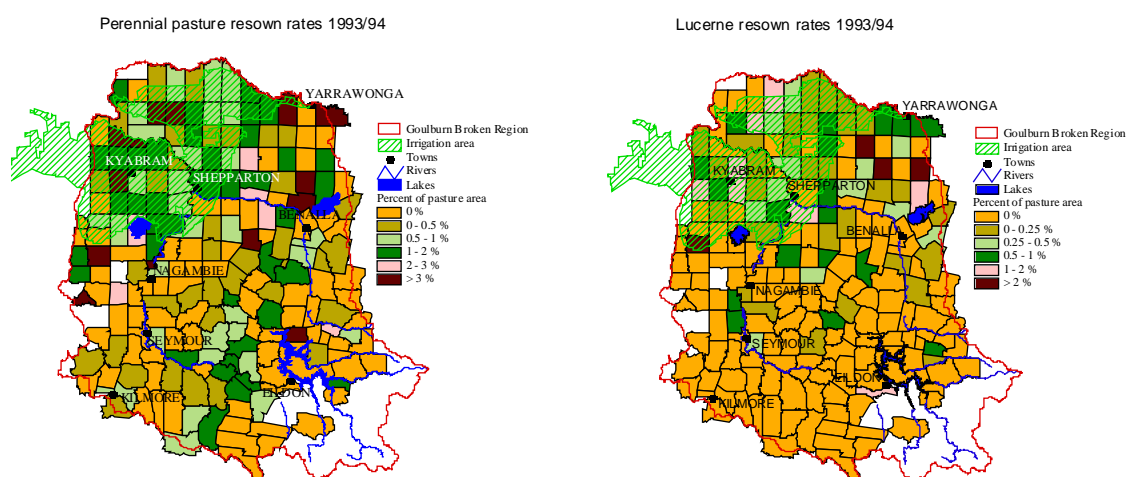 Perennial pasture resown rates 1993/94
YARRAWONGA
Goulburn Broken Region
Irrigation area
Towns
Rivers
Lakes
Percent of pasture area
0 %
0 - 0.5 %
0.5 - 1 %
1 - 2 %
2 - 3 %
> 3 %
KYABRAM
SHEPPARTON
BENALLA
NAGAMBIE
SEYMOUR
EILDON
KILMORE
Lucerne resown rates 1993/94
YARRAWONGA
Goulburn Broken Region
Irrigation area
Towns
Rivers
Lakes
Percent of pasture area
0 %
0 - 0.25 %
0.25 - 0.5 %
0.5 - 1 %
1 - 2 %
> 2 %
KYABRAM
SHEPPARTON
BENALLA
NAGAMBIE
SEYMOUR
EILDON
KILMORE